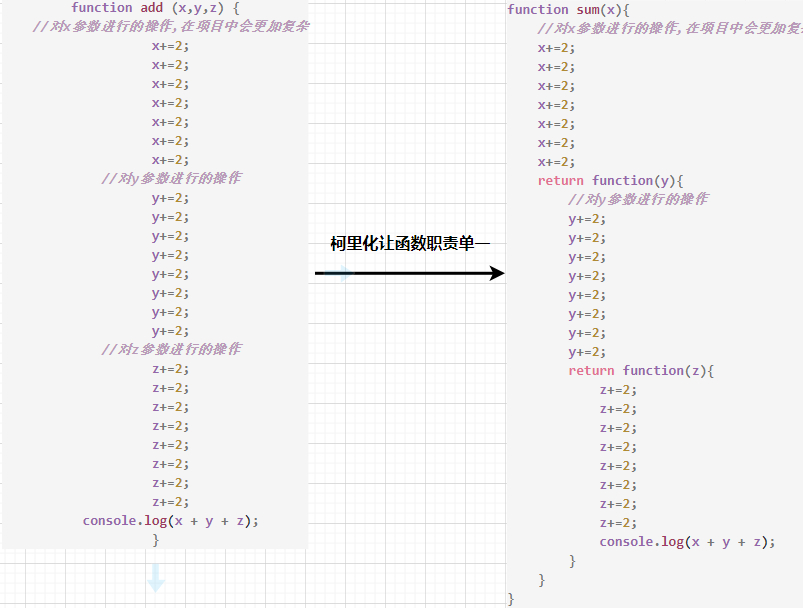 function add (x,y,z) {
//对x参数进行的操作,在项目中会更加复杂
x+=2;
x+=2;
x+=2;
x+=2;
x+=2;
x+=2;
x+=2;
//对y参数进行的操作
y+=2;
y+=2;
y+=2;
y+=2;
y+=2;
y+=2;
y+=2;
y+=2;
//对z参数进行的操作
z+=2;
z+=2;
z+=2;
z+=2;
z+=2;
z+=2;
z+=2;
z+=2;
console.log(x + y + z);
}
柯里化让函数职责单一
function sum(x){
//对x参数进行的操作,在项目中会更加复
x+=2;
x+=2;
x+=2;
x+=2;
x+=2;
x+=2;
x+=2;
return function(y){
//对y参数进行的操作
y+=2;
y+=2;
y+=2;
y+=2;
y+=2;
y+=2;
y+=2;
y+=2;
return function(z){
z+=2;
z+=2;
z+=2;
z+=2;
z+=2;
z+=2;
z+=2;
z+=2;
console.log(x + y + z);
}
}
}